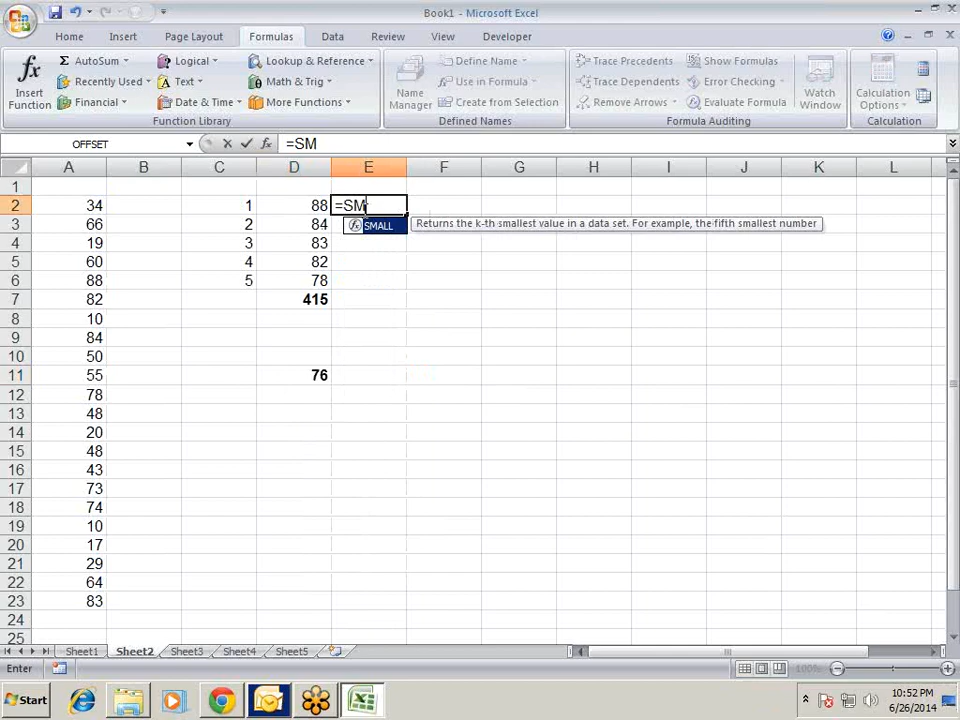 Book1 - Microsoft Excel
Home Insert Page Layout Formulas Data Review View Developer
AutoSum Logical Lookup & Reference Define Name Trace Precedents Show Formulas
Recently Used Text Math & Trig Use in Formula Trace Dependents Error Checking
Financial Date & Time More Functions Create from Selection Remove Arrows Evaluate Formula
fx Insert Function Name Manager Watch Window Calculation Options
Function Library Defined Names Formula Auditing Calculation
OFFSET fx =SM
A B C D E F G H I J K L
1
2 34 1 88 =SM
3 66 2 84 fx SMALL Returns the k-th smallest value in a data set. For example, the fifth smallest number
4 19 3 83
5 60 4 82
6 88 5 78
7 82 415
8 10
9 84
10 50
11 55 76
12 78
13 48
14 20
15 48
16 43
17 73
18 74
19 10
20 17
21 29
22 64
23 83
24
25
Sheet1 Sheet2 Sheet3 Sheet4 Sheet5
Enter 100%
Start 10:52 PM
6/26/2014